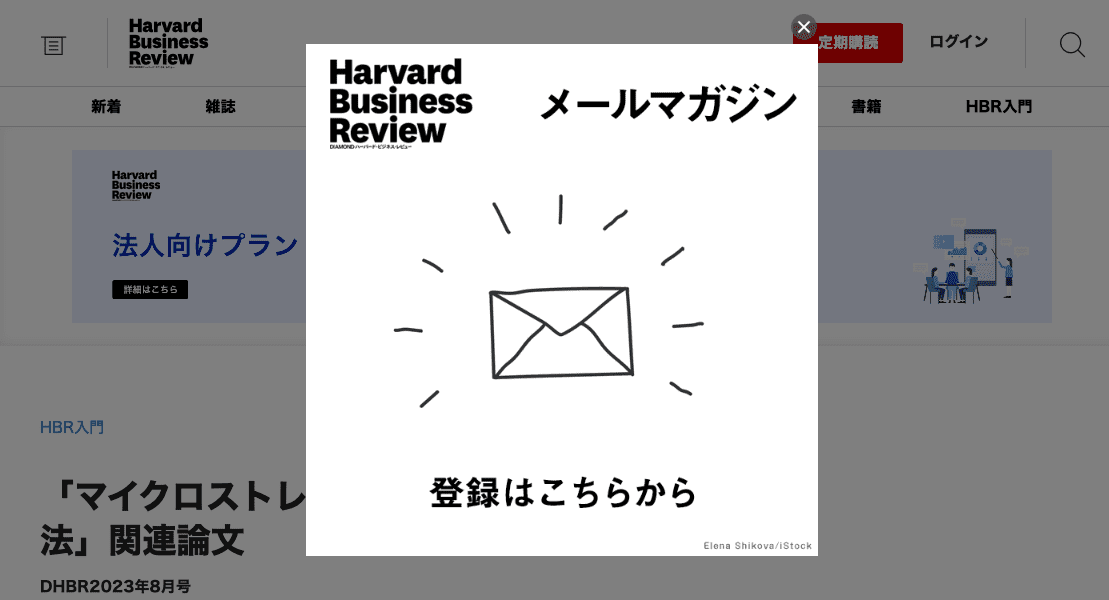 Harvard
Business
Review
定期購読
ログイン
新着
雑誌
書籍
HBR入門
Harvard
Business
Review
法人向けプラン
詳細はこちら
Harvard
Business
Review
DIAMOND ハーバード・ビジネス・レビュー
メールマガジン
登録はこちらから
Elena Shikova/iStock
HBR入門
「マイクロストレ
法」関連論文
DHBR2023年8月号